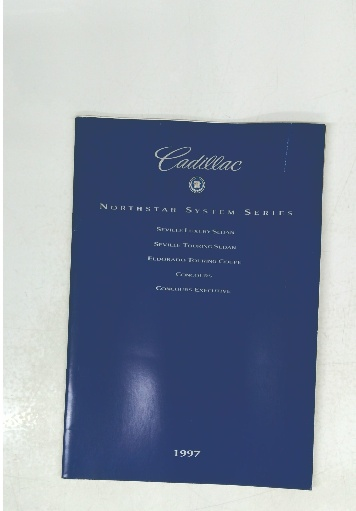 Cadillac
NORTHSTAR SYSTEM SERIES
SEVILLE LUXURY SEDAN
SEVILLE TOURING SEDAN
ELDORADO TOURING COUPE
CONCOURS
CONCOURS EXECUTIVE
1997